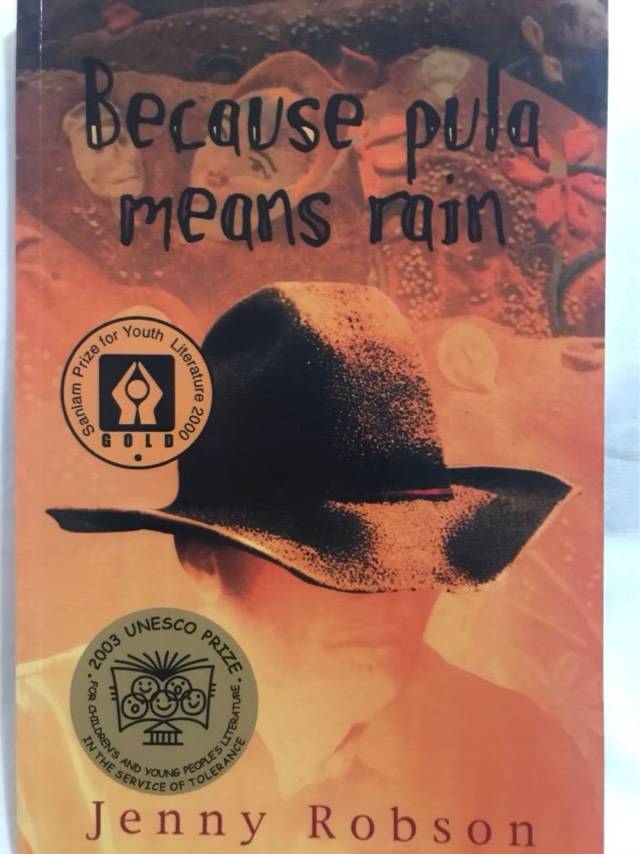 Because pula
means rain
Sanlam Prize for Youth Literature 2000
GOLD
2003 UNESCO PRIZE
FOR CHILDREN'S AND YOUNG PEOPLE'S LITERATURE
IN THE SERVICE OF TOLERANCE
Jenny Robson